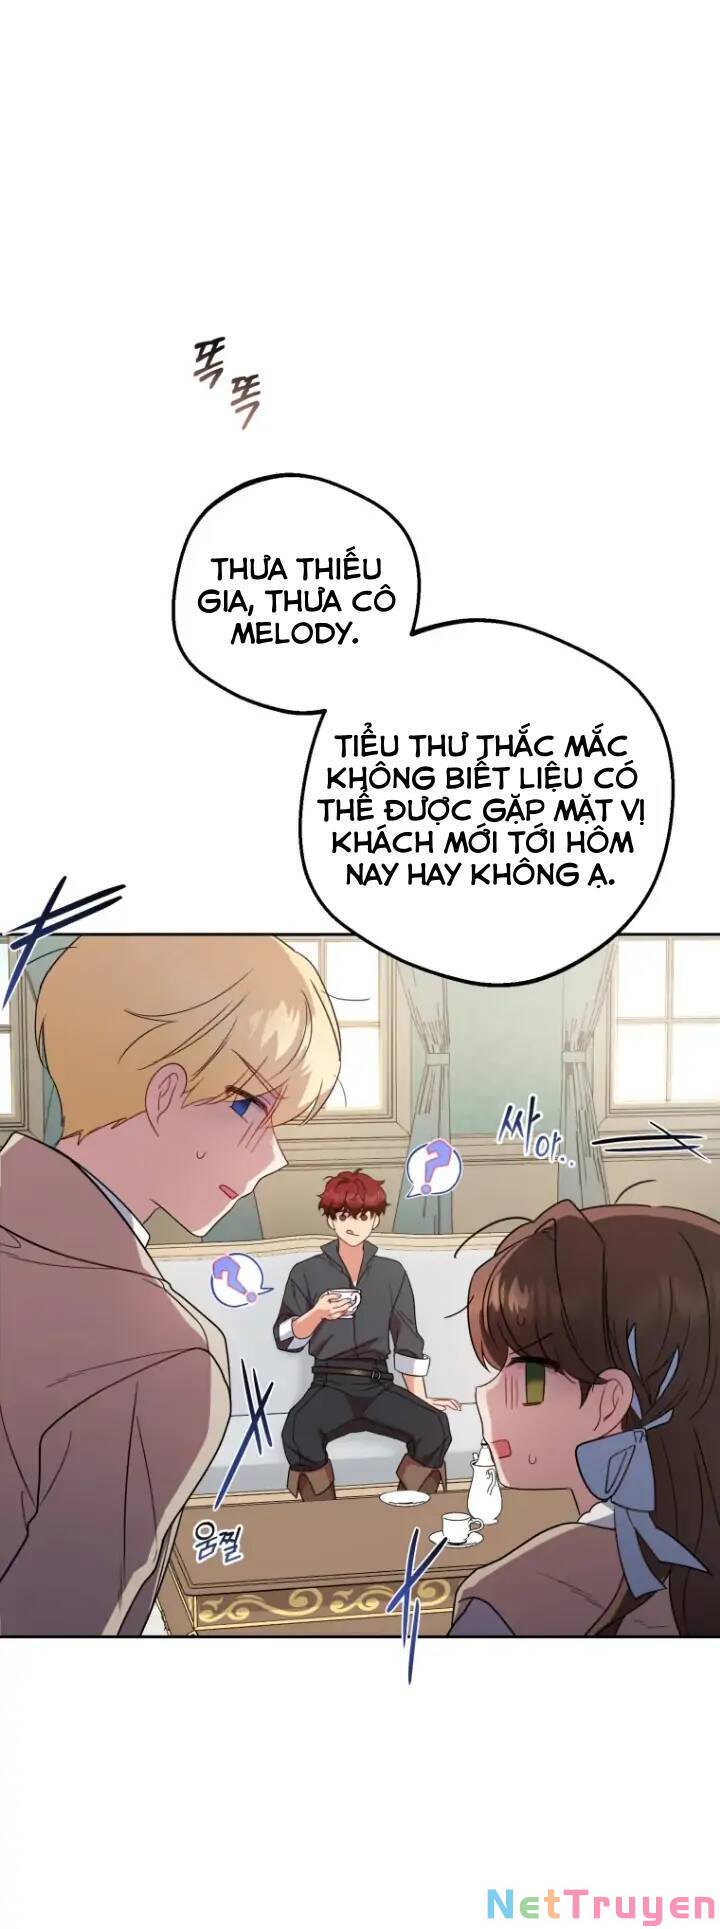 똑
똑
THƯA THIẾU
GIA, THƯA CÔ
MELODY.
TIỂU THƯ THẮC MẮC
KHÔNG BIẾT LIỆU CÓ
THỂ ĐƯỢC GẶP MẶT VỊ
KHÁCH MỚI TỚI HÔM
NAY HAY KHÔNG Ạ.
싸아..
?
?
움찔
NetTruyen